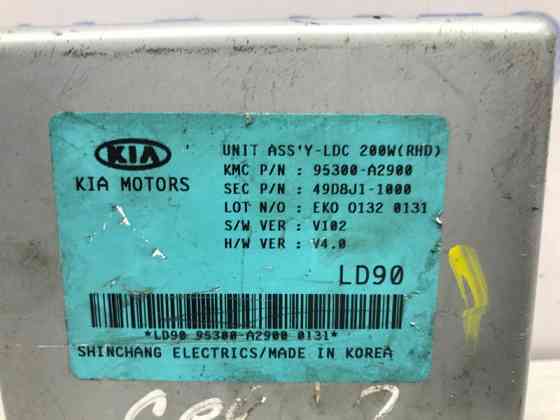 KIA
KIA MOTORS
UNIT ASS'Y-LDC 200W(RHD)
KMC P/N : 95300-A2900
SEC P/N : 49D8J1-1000
LOT N/O : EKO 0132 0131
S/W VER : V102
H/W VER : V4.0
LD90
*LD90 95300-A2900 0131*
SHINCHANG ELECTRICS/MADE IN KOREA